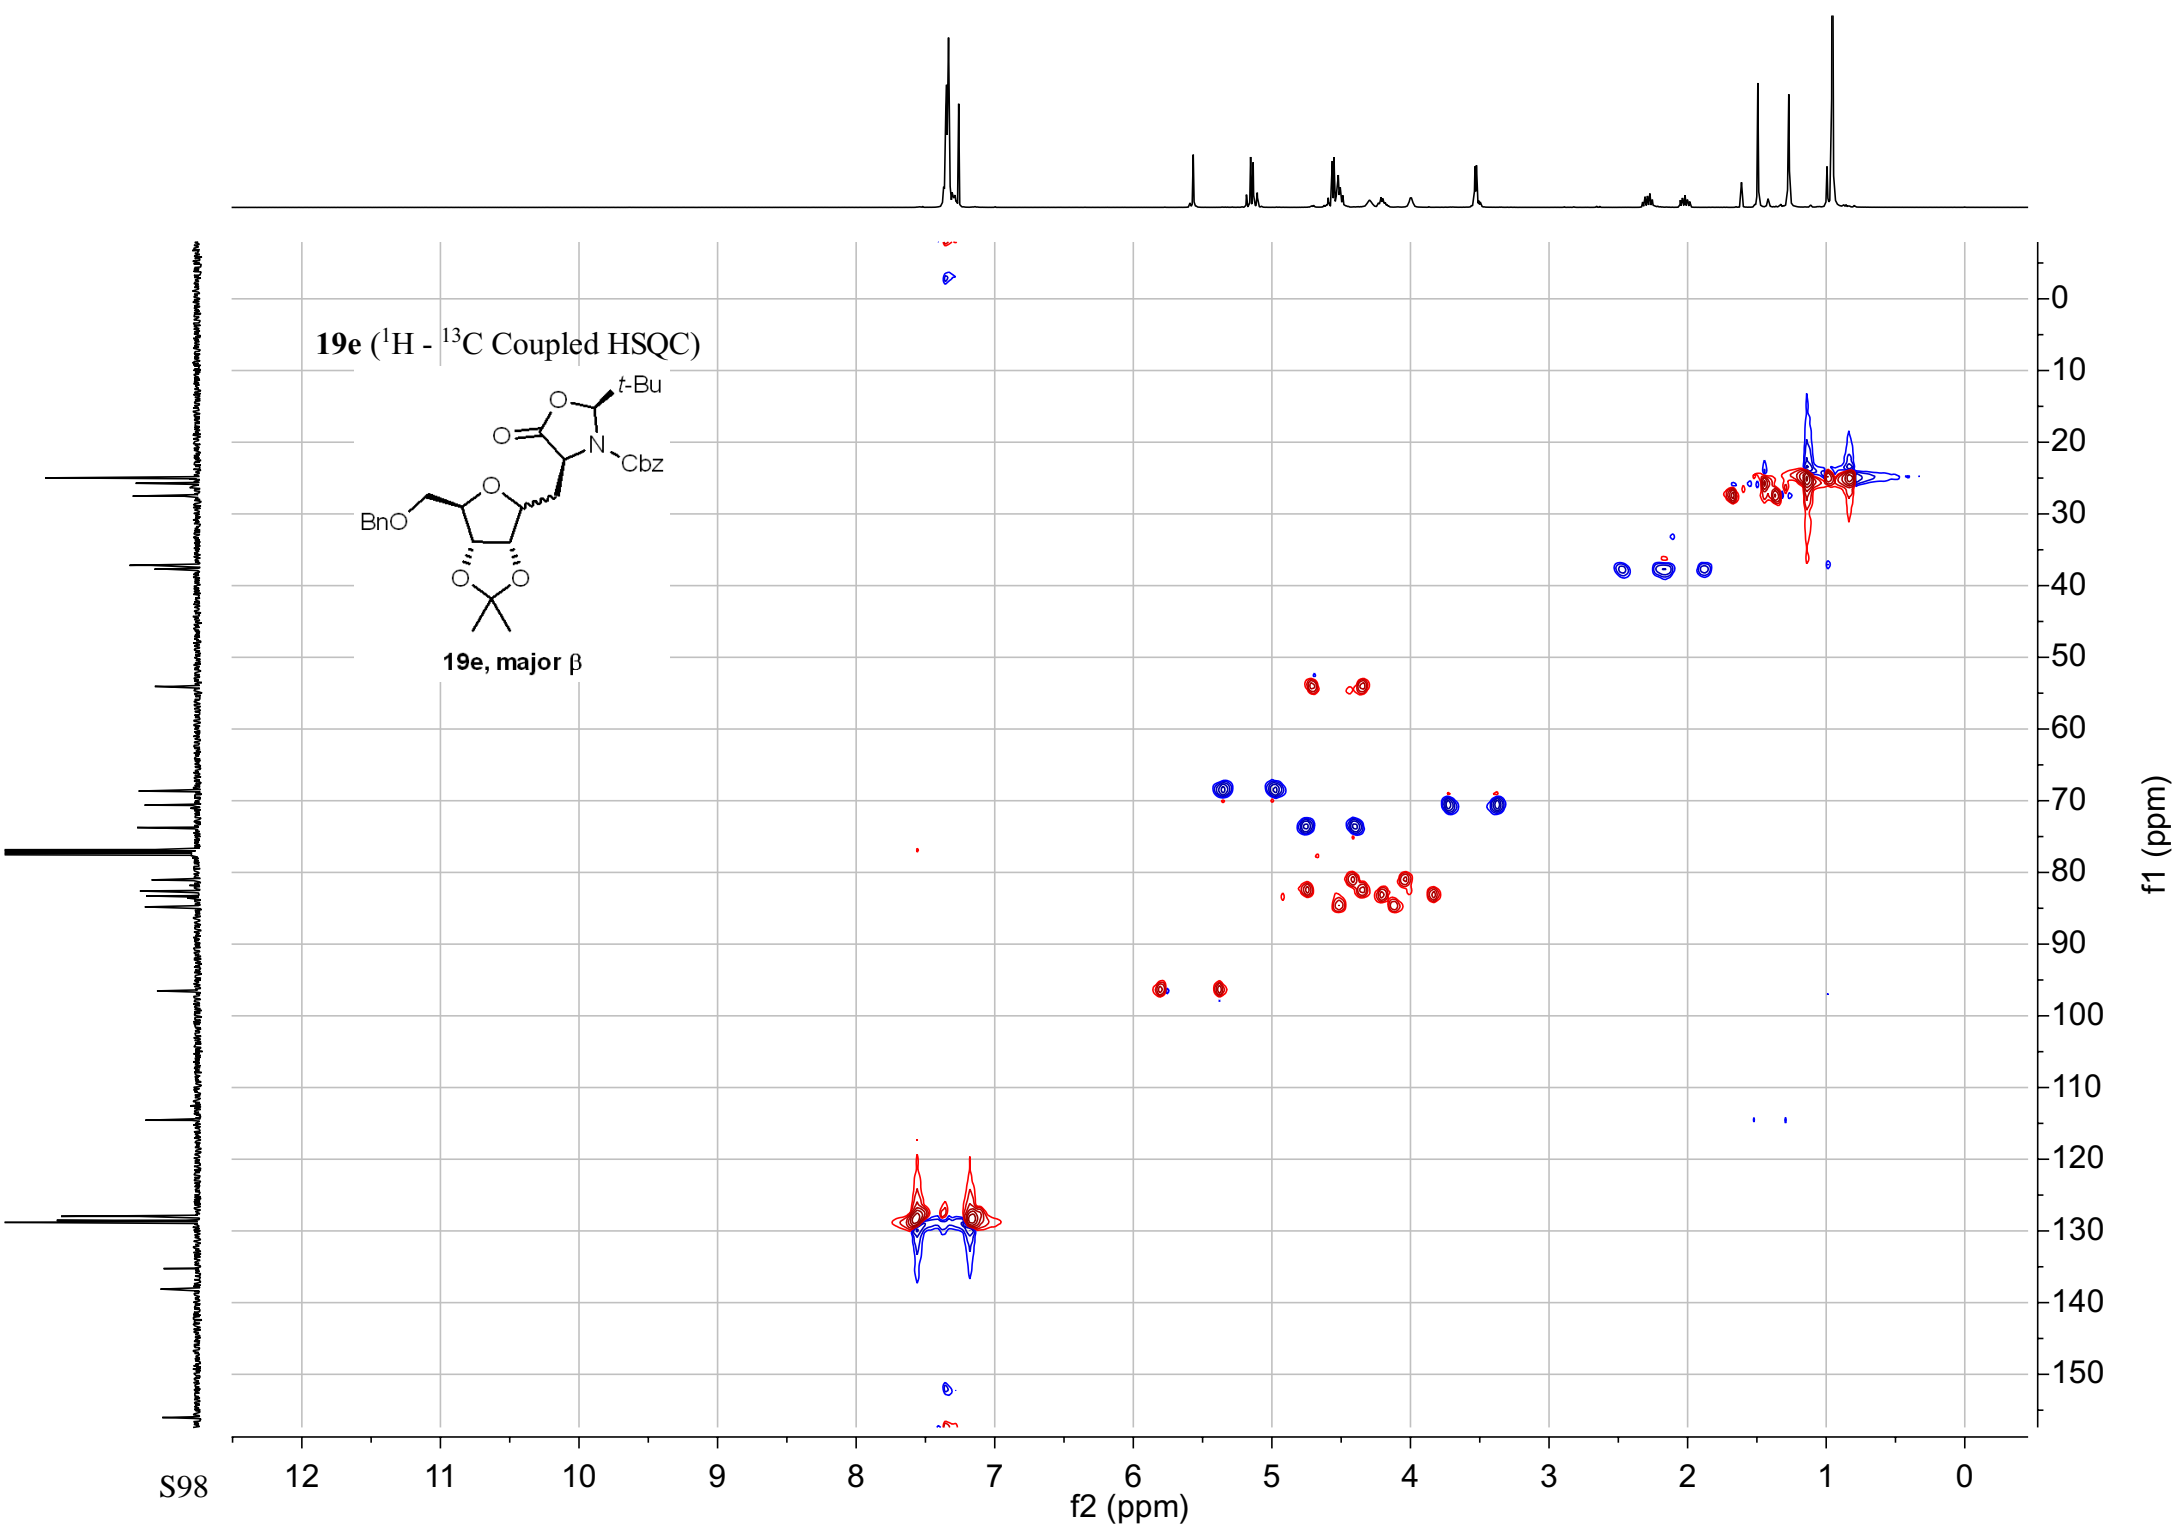 19e (¹H - ¹³C Coupled HSQC)
t-Bu
O
O
N
Cbz
O
BnO
O
O
19e, major β
0
10
20
30
40
50
60
70
80
90
100
110
120
130
140
150
f1 (ppm)
12 11 10 9 8 7 6 5 4 3 2 1 0
f2 (ppm)
S98